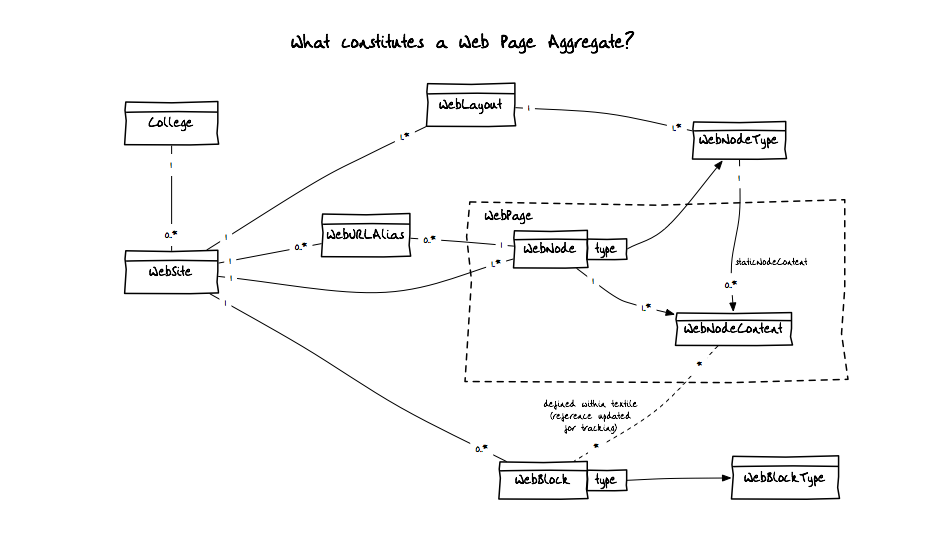 What constitutes a Web Page Aggregate?
WebLayout
1
1..*
College
1
WebNodeType
1
1..*
0..*
WebPage
WebURLAlias
0..*
0..*
1
1
WebNode
type
WebSite
1
1
1..*
staticNodeContent
1
1..*
0..*
1
WebNodeContent
*
defined within textile
(reference updated
for tracking)
*
0..*
WebBlock
type
WebBlockType